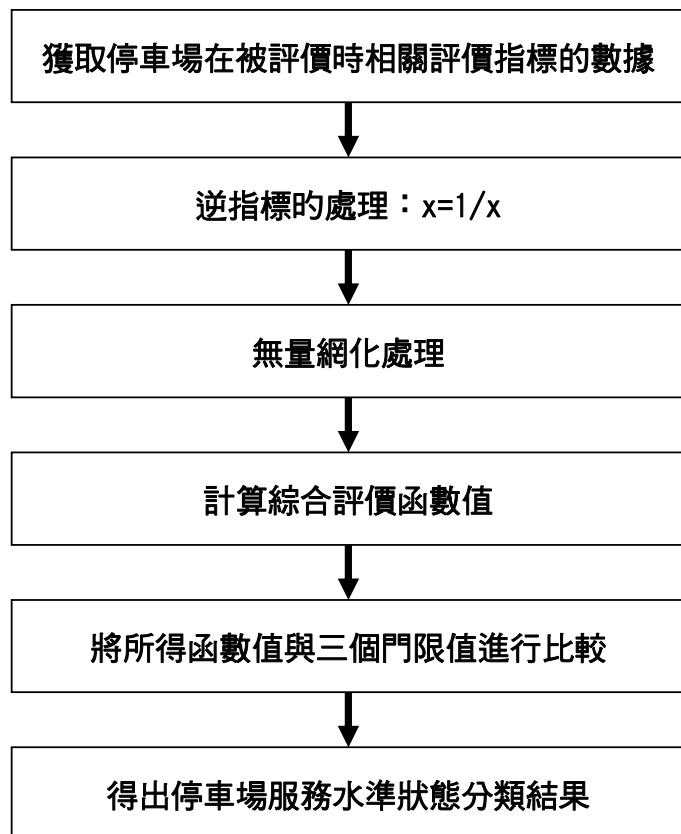 獲取停車場在被評價時相關評價指標的數據
逆指標旳處理：x=1/x
無量網化處理
計算綜合評價函數值
將所得函數值與三個門限值進行比較
得出停車場服務水準狀態分類結果